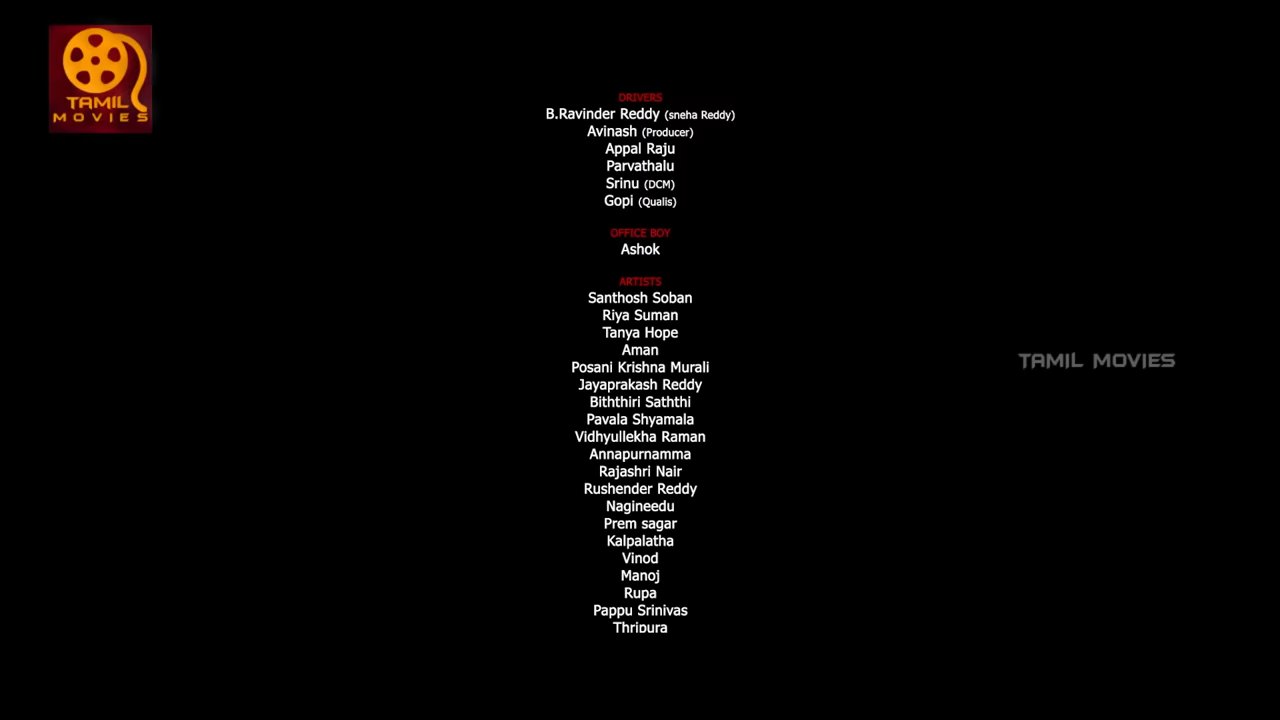 TAMIL
MOVIES
DRIVERS
B.Ravinder Reddy (sneha Reddy)
Avinash (Producer)
Appal Raju
Parvathalu
Srinu (DCM)
Gopi (Qualis)
OFFICE BOY
Ashok
ARTISTS
Santhosh Soban
Riya Suman
Tanya Hope
Aman
Posani Krishna Murali
Jayaprakash Reddy
Biththiri Saththi
Pavala Shyamala
Vidhyullekha Raman
Annapurnamma
Rajashri Nair
Rushender Reddy
Nagineedu
Prem sagar
Kalpalatha
Vinod
Manoj
Rupa
Pappu Srinivas
Thripura
TAMIL MOVIES